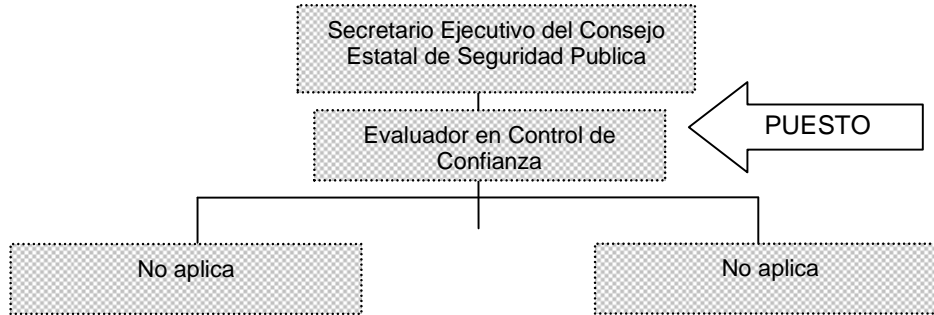 Secretario Ejecutivo del Consejo
Estatal de Seguridad Publica
Evaluador en Control de
Confianza
PUESTO
No aplica
No aplica